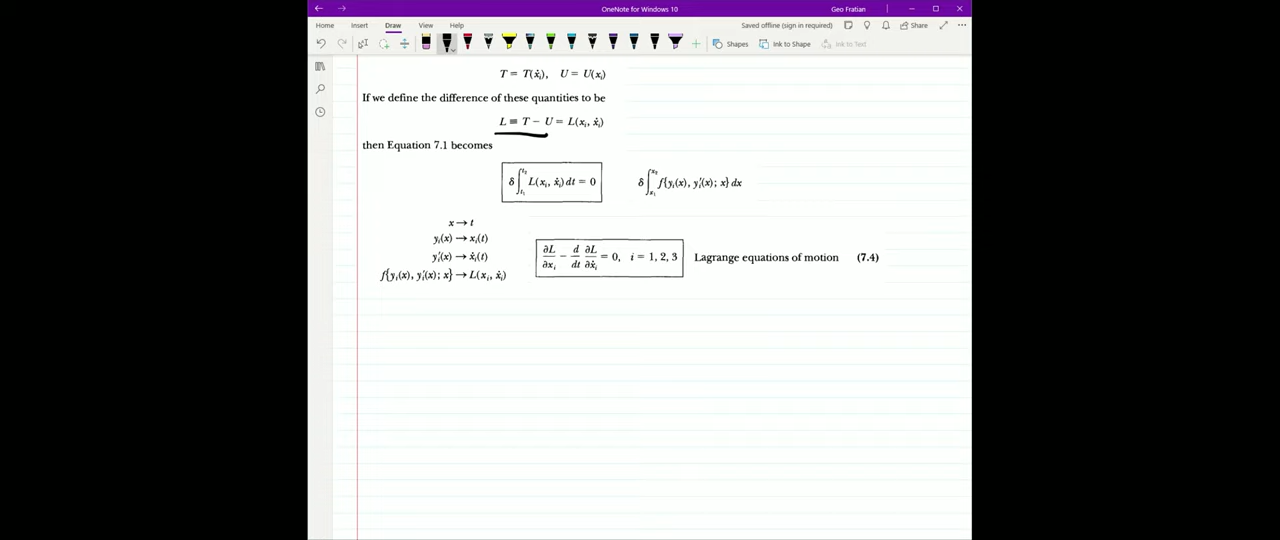 OneNote for Windows 10
Geo Fratian
Home Insert Draw View Help
Saved offline (sign in required)
Share
Shapes Ink to Shape Ink to Text
T = T(ẋᵢ), U = U(xᵢ)
If we define the difference of these quantities to be
L ≡ T − U = L(xᵢ, ẋᵢ)
then Equation 7.1 becomes
δ ∫_{t₁}^{t₂} L(xᵢ, ẋᵢ) dt = 0 δ ∫_{x₁}^{x₂} f{yᵢ(x), y′ᵢ(x); x} dx
x → t
yᵢ(x) → xᵢ(t)
y′ᵢ(x) → ẋᵢ(t)
f{yᵢ(x), y′ᵢ(x); x} → L(xᵢ, ẋᵢ)
∂L/∂xᵢ − d/dt ∂L/∂ẋᵢ = 0, i = 1, 2, 3 Lagrange equations of motion (7.4)